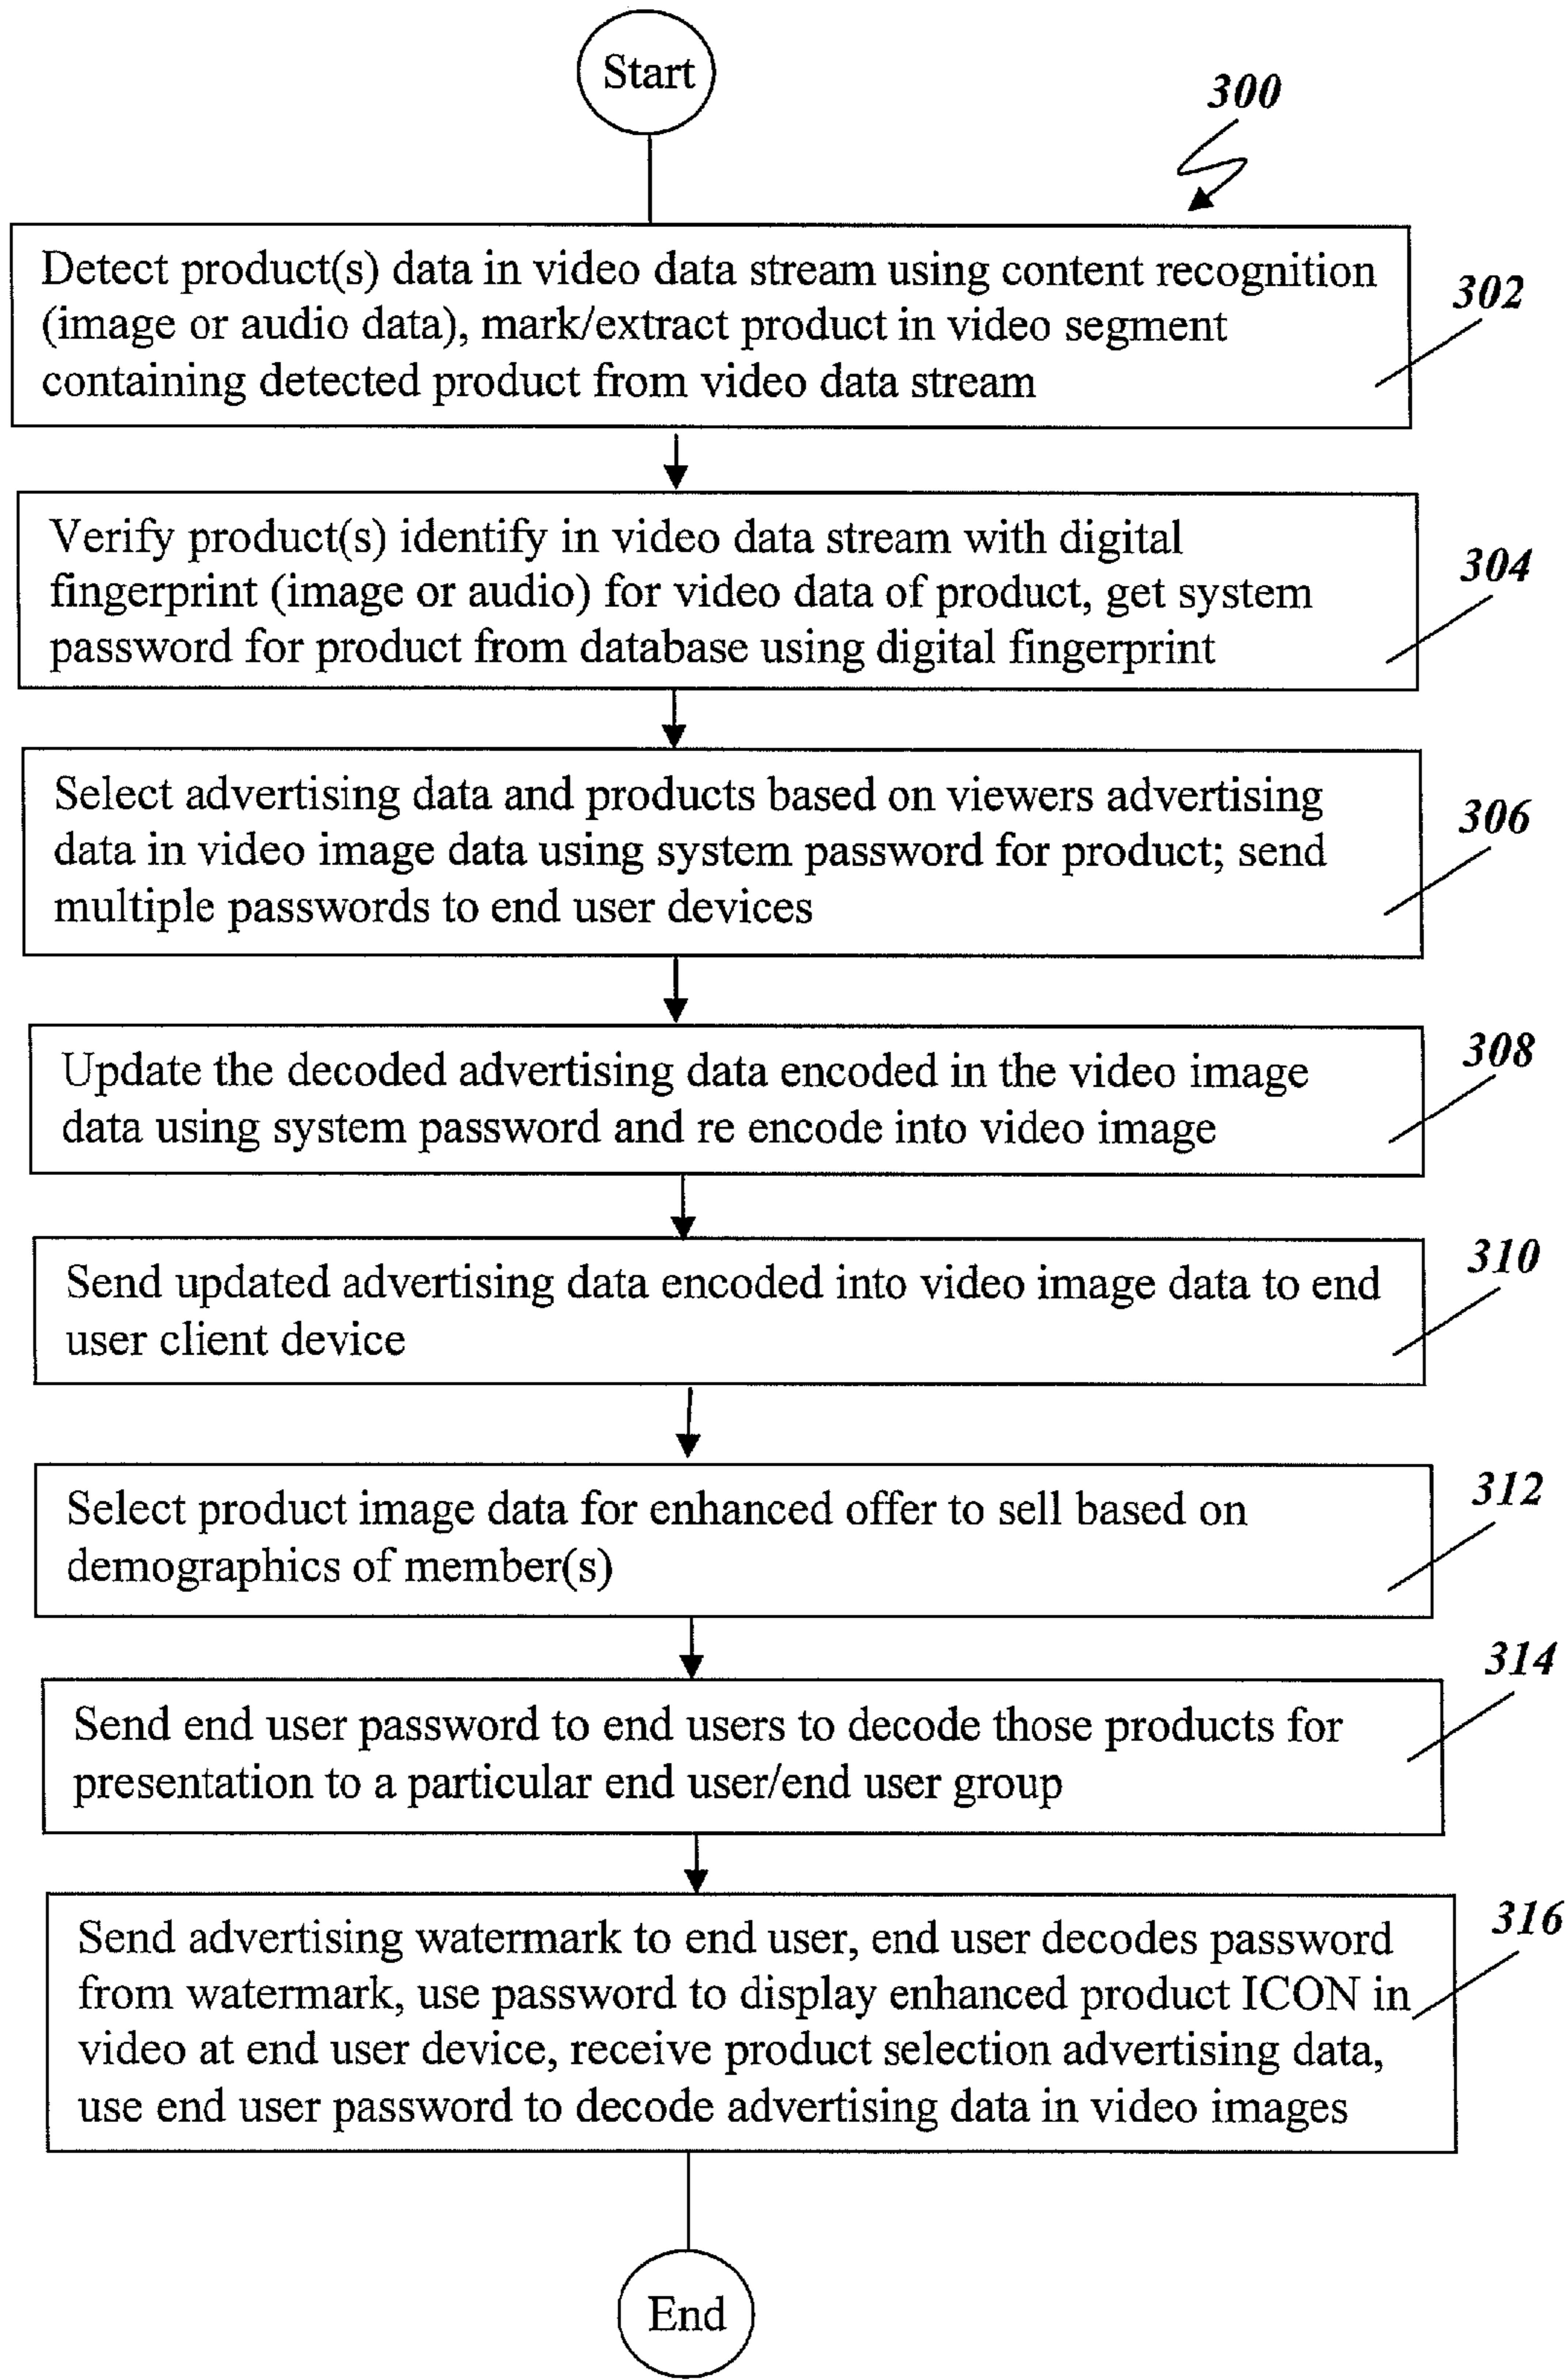 Start
300
Detect product(s) data in video data stream using content recognition
(image or audio data), mark/extract product in video segment
containing detected product from video data stream
302
Verify product(s) identify in video data stream with digital
fingerprint (image or audio) for video data of product, get system
password for product from database using digital fingerprint
304
Select advertising data and products based on viewers advertising
data in video image data using system password for product; send
multiple passwords to end user devices
306
Update the decoded advertising data encoded in the video image
data using system password and re encode into video image
308
Send updated advertising data encoded into video image data to end
user client device
310
Select product image data for enhanced offer to sell based on
demographics of member(s)
312
Send end user password to end users to decode those products for
presentation to a particular end user/end user group
314
Send advertising watermark to end user, end user decodes password
from watermark, use password to display enhanced product ICON in
video at end user device, receive product selection advertising data,
use end user password to decode advertising data in video images
316
End